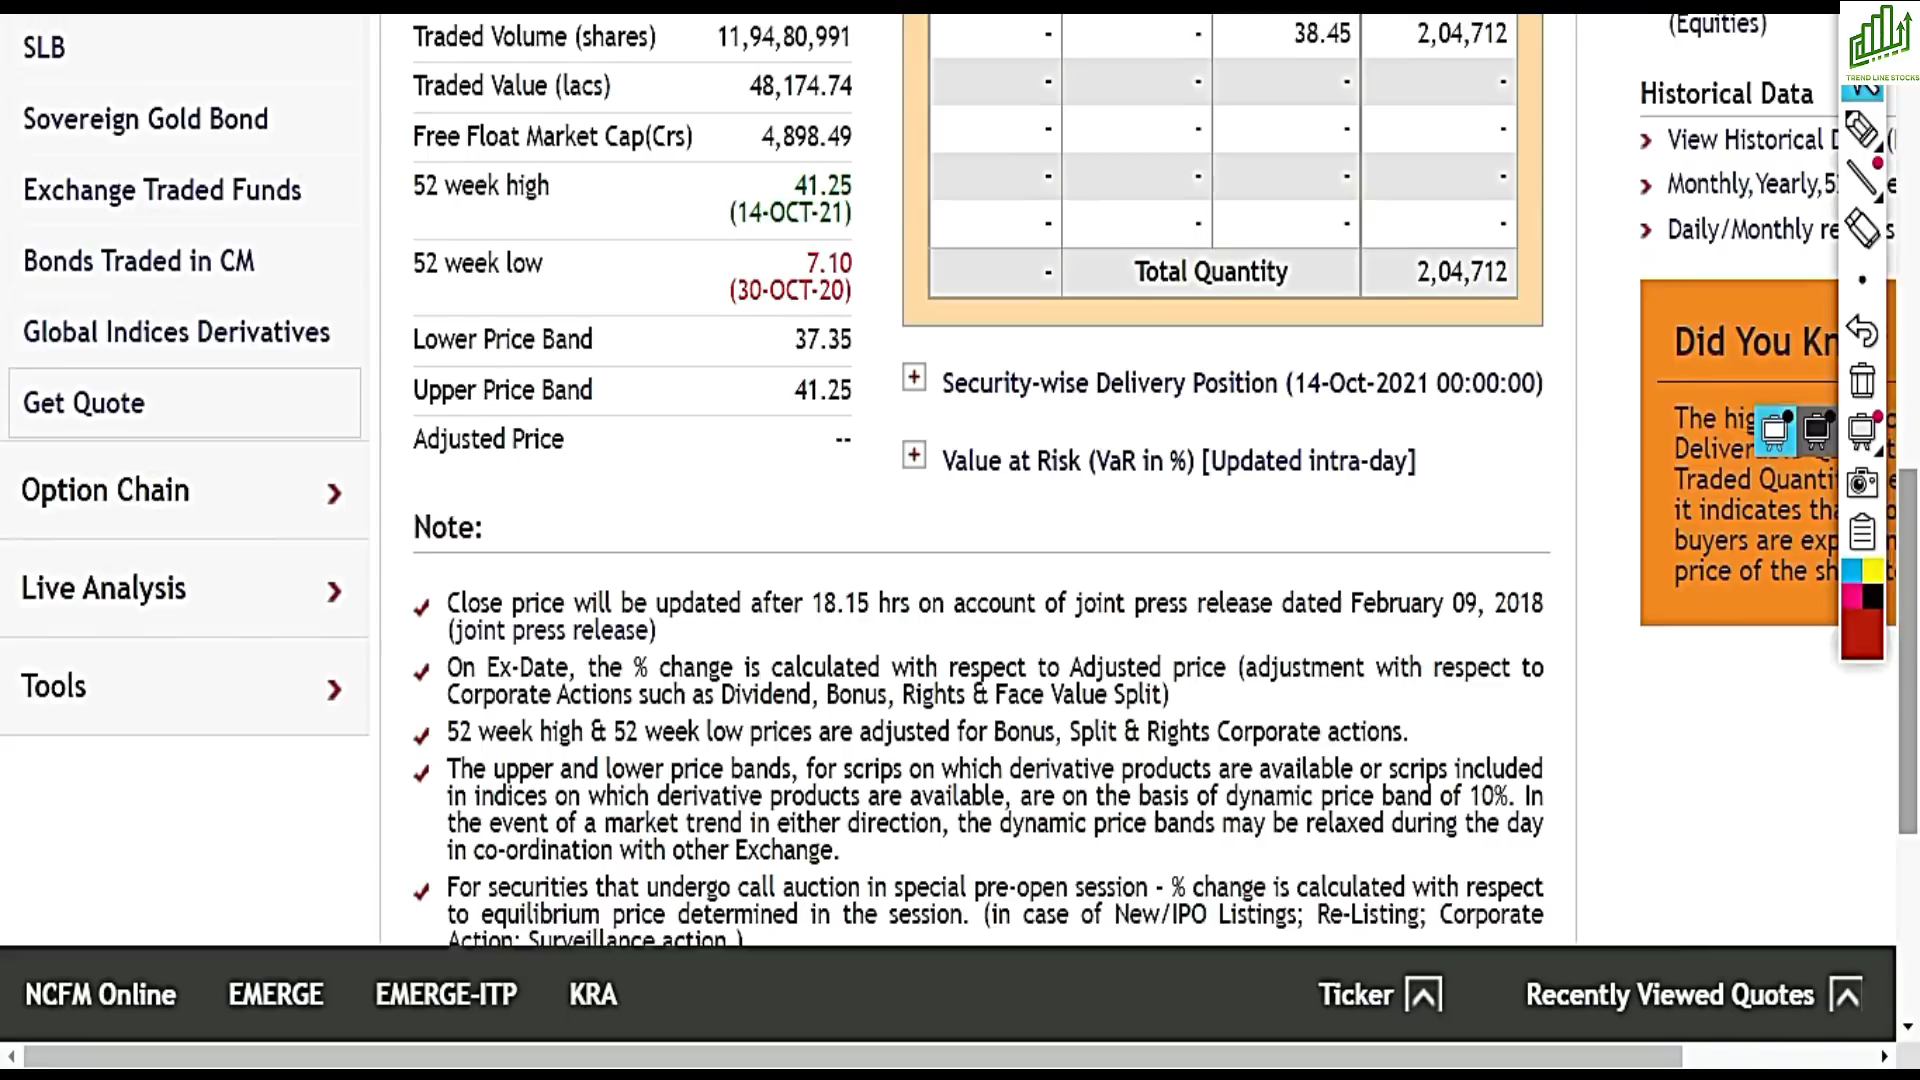 SLB
Sovereign Gold Bond
Exchange Traded Funds
Bonds Traded in CM
Global Indices Derivatives
Get Quote
Option Chain
Live Analysis
Tools
Traded Volume (shares) 11,94,80,991
Traded Value (lacs) 48,174.74
Free Float Market Cap(Crs) 4,898.49
52 week high 41.25
(14-OCT-21)
52 week low 7.10
(30-OCT-20)
Lower Price Band 37.35
Upper Price Band 41.25
Adjusted Price --
- - 38.45 2,04,712
- - - -
- - - -
- - - -
- - - -
- Total Quantity 2,04,712
Security-wise Delivery Position (14-Oct-2021 00:00:00)
Value at Risk (VaR in %) [Updated intra-day]
Note:
Close price will be updated after 18.15 hrs on account of joint press release dated February 09, 2018
(joint press release)
On Ex-Date, the % change is calculated with respect to Adjusted price (adjustment with respect to
Corporate Actions such as Dividend, Bonus, Rights & Face Value Split)
52 week high & 52 week low prices are adjusted for Bonus, Split & Rights Corporate actions.
The upper and lower price bands, for scrips on which derivative products are available or scrips included
in indices on which derivative products are available, are on the basis of dynamic price band of 10%. In
the event of a market trend in either direction, the dynamic price bands may be relaxed during the day
in co-ordination with other Exchange.
For securities that undergo call auction in special pre-open session - % change is calculated with respect
to equilibrium price determined in the session. (in case of New/IPO Listings; Re-Listing; Corporate
Action; Surveillance action.)
(Equities)
Historical Data
View Historical
Monthly,Yearly,5
Daily/Monthly
Did You
The
Traded
it indicates
buyers are
price of the
TREND LINE STOCKS
NCFM Online EMERGE EMERGE-ITP KRA Ticker Recently Viewed Quotes